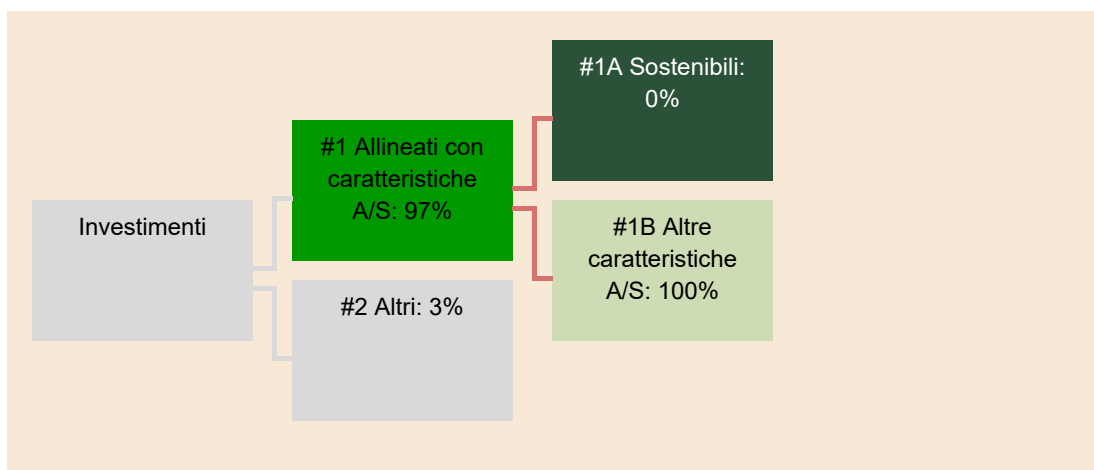 Investimenti
#1 Allineati con
caratteristiche
A/S: 97%
#2 Altri: 3%
#1A Sostenibili:
0%
#1B Altre
caratteristiche
A/S: 100%